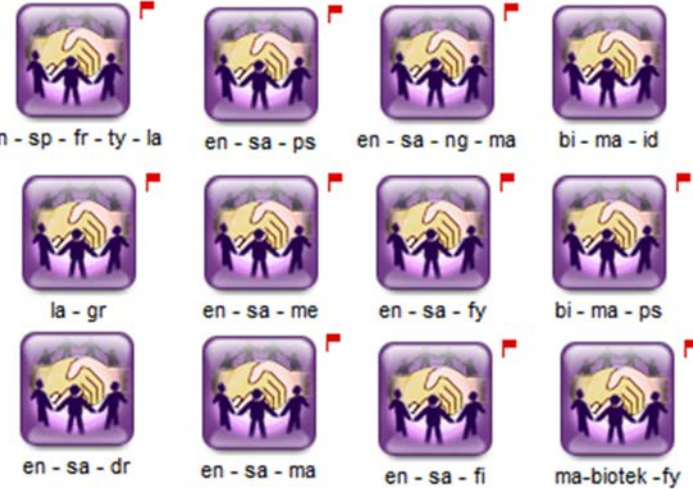 - sp - fr - ty - la
en - sa - ps
en - sa - ng - ma
bi - ma - id
la - gr
en - sa - me
en - sa - fy
bi - ma - ps
en - sa - dr
en - sa - ma
en - sa - fi
ma-biotek -fy